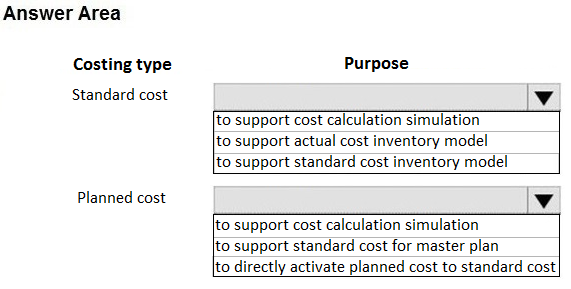 Answer Area
Costing type Purpose
Standard cost
to support cost calculation simulation
to support actual cost inventory model
to support standard cost inventory model
Planned cost
to support cost calculation simulation
to support standard cost for master plan
to directly activate planned cost to standard cost